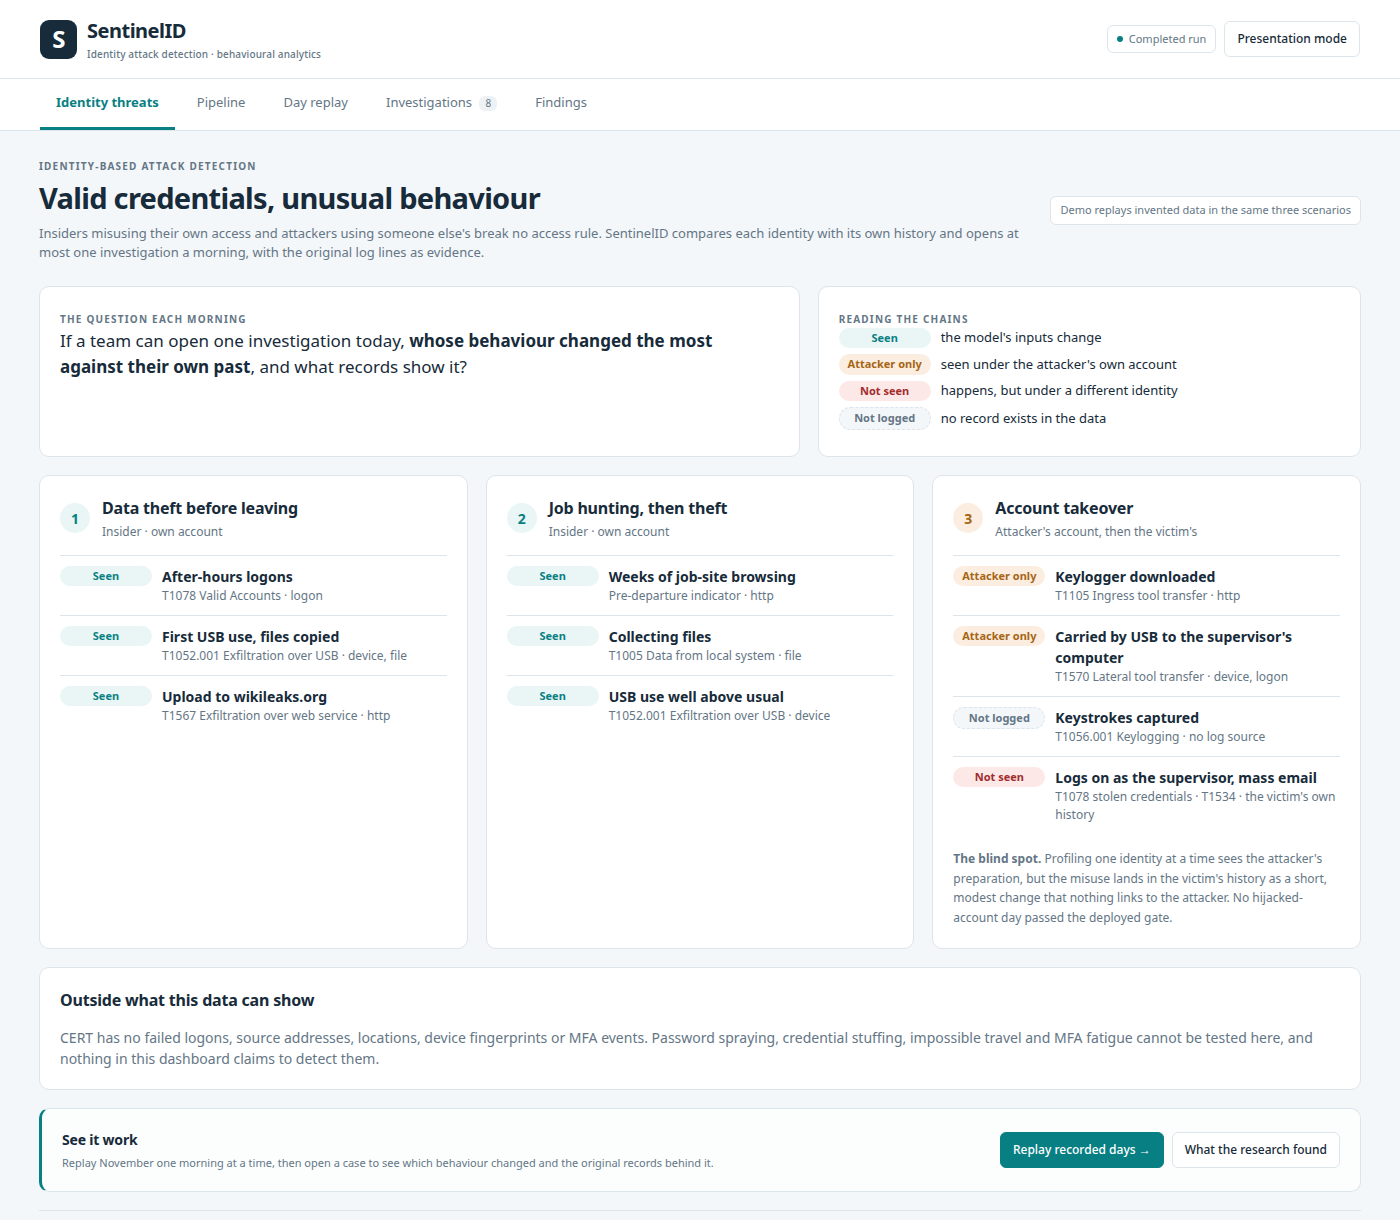 S
SentinelID
Identity attack detection · behavioural analytics
Completed run
Presentation mode
Identity threats
Pipeline
Day replay
Investigations 8
Findings
IDENTITY-BASED ATTACK DETECTION
Valid credentials, unusual behaviour
Insiders misusing their own access and attackers using someone else's break no access rule. SentinelID compares each identity with its own history and opens at
most one investigation a morning, with the original log lines as evidence.
Demo replays invented data in the same three scenarios
THE QUESTION EACH MORNING
If a team can open one investigation today, whose behaviour changed the most
against their own past, and what records show it?
READING THE CHAINS
Seen the model's inputs change
Attacker only seen under the attacker's own account
Not seen happens, but under a different identity
Not logged no record exists in the data
1
Data theft before leaving
Insider · own account
Seen After-hours logons
T1078 Valid Accounts · logon
Seen First USB use, files copied
T1052.001 Exfiltration over USB · device, file
Seen Upload to wikileaks.org
T1567 Exfiltration over web service · http
2
Job hunting, then theft
Insider · own account
Seen Weeks of job-site browsing
Pre-departure indicator · http
Seen Collecting files
T1005 Data from local system · file
Seen USB use well above usual
T1052.001 Exfiltration over USB · device
3
Account takeover
Attacker's account, then the victim's
Attacker only Keylogger downloaded
T1105 Ingress tool transfer · http
Attacker only Carried by USB to the supervisor's
computer
T1570 Lateral tool transfer · device, logon
Not logged Keystrokes captured
T1056.001 Keylogging · no log source
Not seen Logs on as the supervisor, mass email
T1078 stolen credentials · T1534 · the victim's own
history
The blind spot. Profiling one identity at a time sees the attacker's
preparation, but the misuse lands in the victim's history as a short,
modest change that nothing links to the attacker. No hijacked-
account day passed the deployed gate.
Outside what this data can show
CERT has no failed logons, source addresses, locations, device fingerprints or MFA events. Password spraying, credential stuffing, impossible travel and MFA fatigue cannot be tested here, and
nothing in this dashboard claims to detect them.
See it work
Replay November one morning at a time, then open a case to see which behaviour changed and the original records behind it.
Replay recorded days →
What the research found